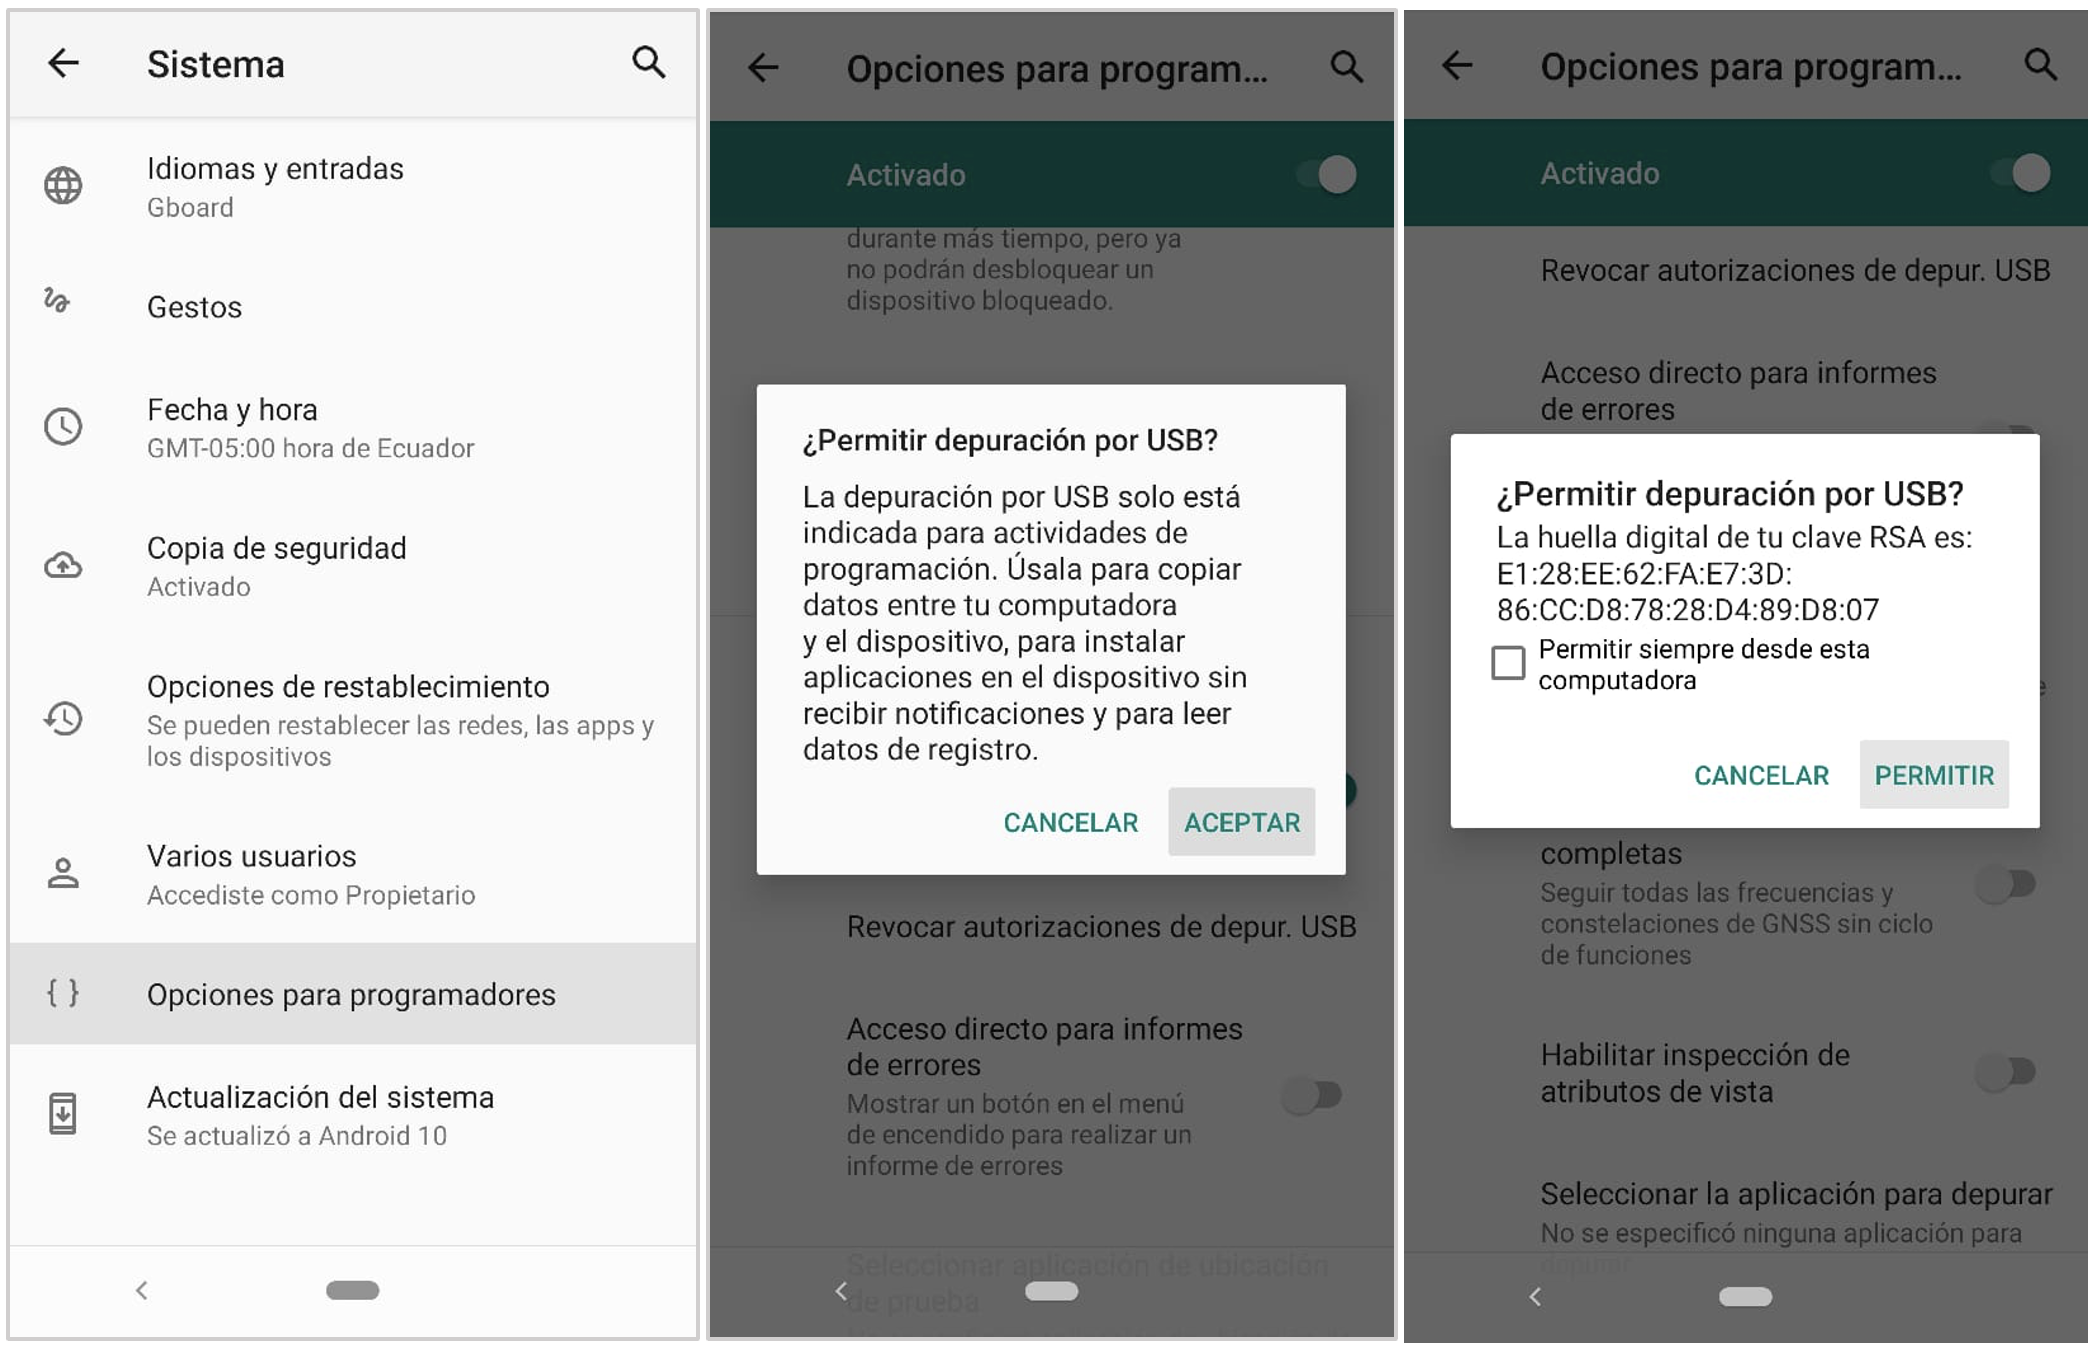 Sistema
Idiomas y entradas
Gboard
Gestos
Fecha y hora
GMT-05:00 hora de Ecuador
Copia de seguridad
Activado
Opciones de restablecimiento
Se pueden restablecer las redes, las apps y
los dispositivos
Varios usuarios
Accediste como Propietario
{ } Opciones para programadores
Actualización del sistema
Se actualizó a Android 10
Opciones para program...
Activado
durante más tiempo, pero ya
no podrán desbloquear un
dispositivo bloqueado.
¿Permitir depuración por USB?
La depuración por USB solo está
indicada para actividades de
programación. Úsala para copiar
datos entre tu computadora
y el dispositivo, para instalar
aplicaciones en el dispositivo sin
recibir notificaciones y para leer
datos de registro.
CANCELAR ACEPTAR
Revocar autorizaciones de depur. USB
Acceso directo para informes
de errores
Mostrar un botón en el menú
de encendido para realizar un
informe de errores
Seleccionar aplicación de ubicación
de prueba
Opciones para program...
Activado
Revocar autorizaciones de depur. USB
Acceso directo para informes
de errores
¿Permitir depuración por USB?
La huella digital de tu clave RSA es:
E1:28:EE:62:FA:E7:3D:
86:CC:D8:78:28:D4:89:D8:07
Permitir siempre desde esta
computadora
CANCELAR PERMITIR
completas
Seguir todas las frecuencias y
constelaciones de GNSS sin ciclo
de funciones
Habilitar inspección de
atributos de vista
Seleccionar la aplicación para depurar
No se especificó ninguna aplicación para
depurar